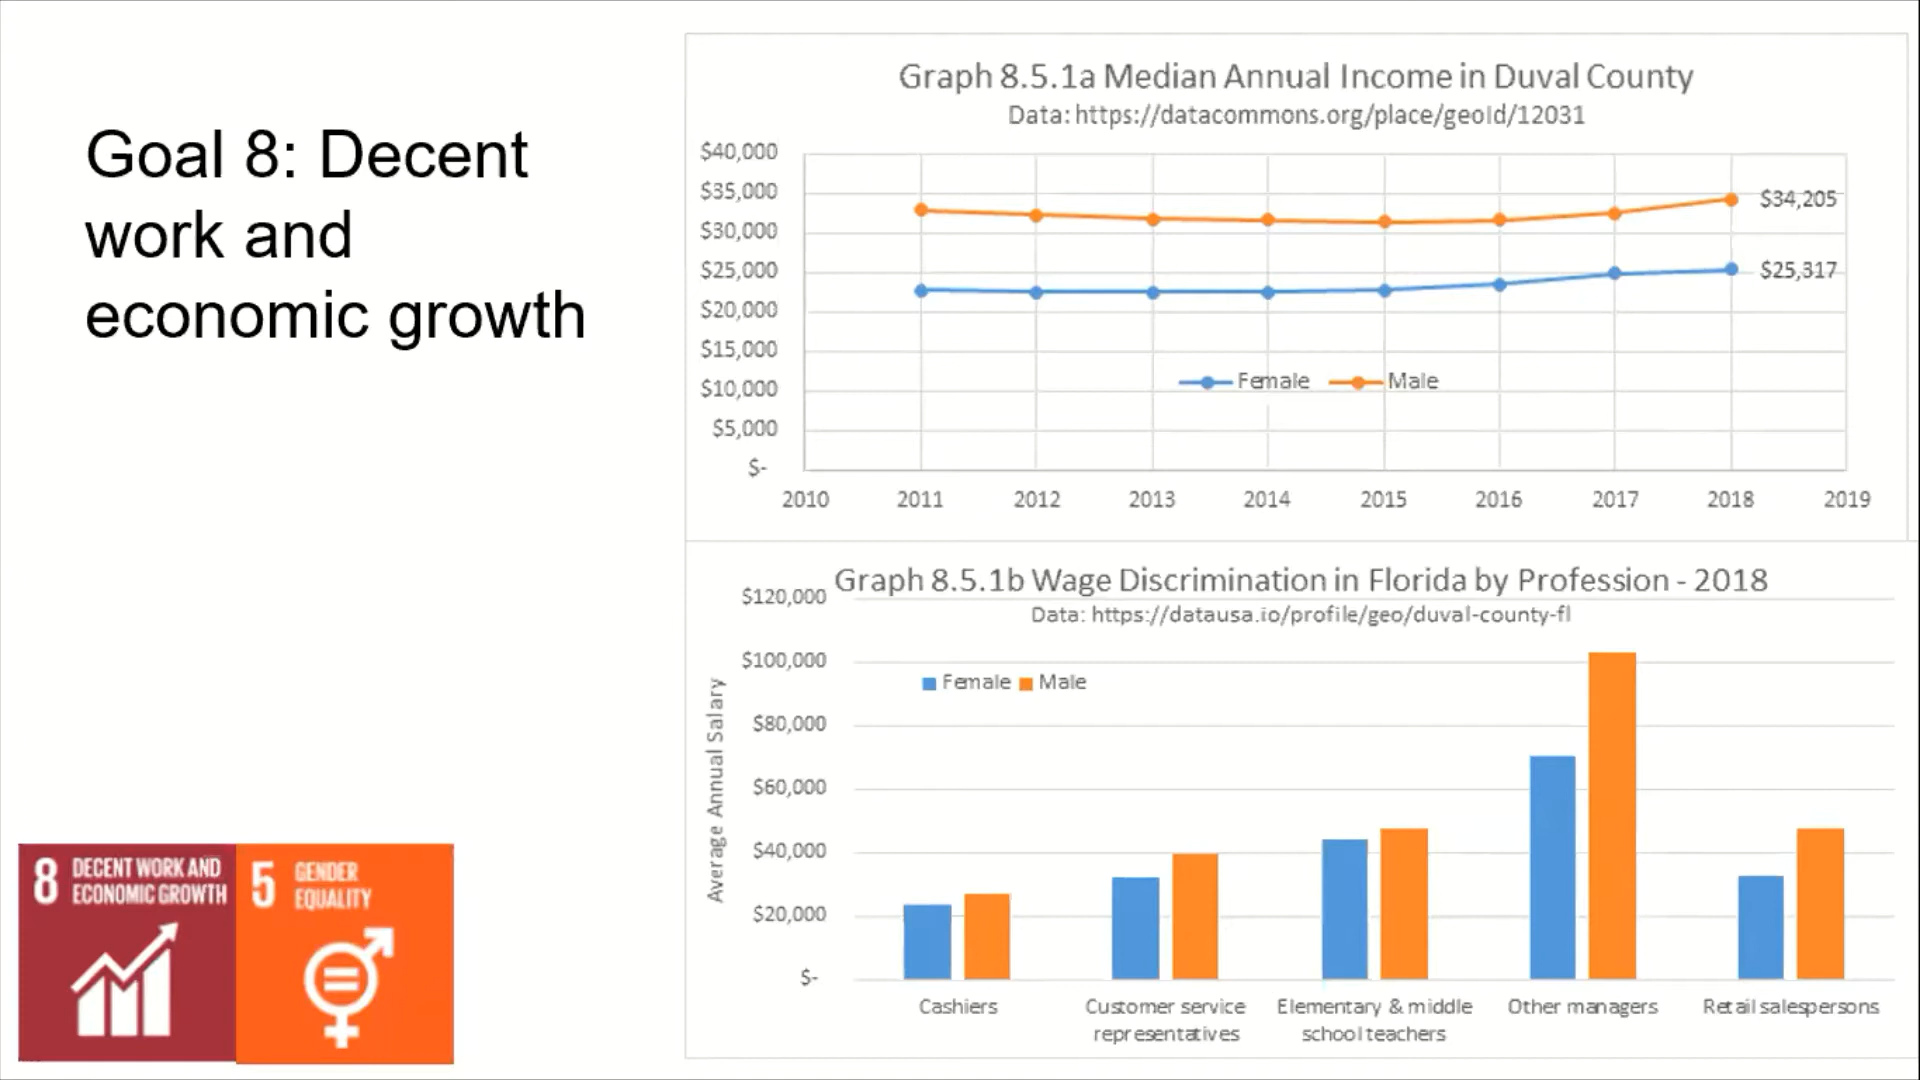 Goal 8: Decent
work and
economic growth
8 DECENT WORK AND
ECONOMIC GROWTH
5 GENDER
EQUALITY
Graph 8.5.1a Median Annual Income in Duval County
Data: https://datacommons.org/place/geoId/12031
$40,000
$35,000
$30,000
$25,000
$20,000
$15,000
$10,000
$5,000
$-
$34,205
$25,317
Female Male
2010 2011 2012 2013 2014 2015 2016 2017 2018 2019
Graph 8.5.1b Wage Discrimination in Florida by Profession - 2018
Data: https://datausa.io/profile/geo/duval-county-fl
Average Annual Salary
$120,000
$100,000
$80,000
$60,000
$40,000
$20,000
$-
Female Male
Cashiers
Customer service
representatives
Elementary & middle
school teachers
Other managers
Retail salespersons